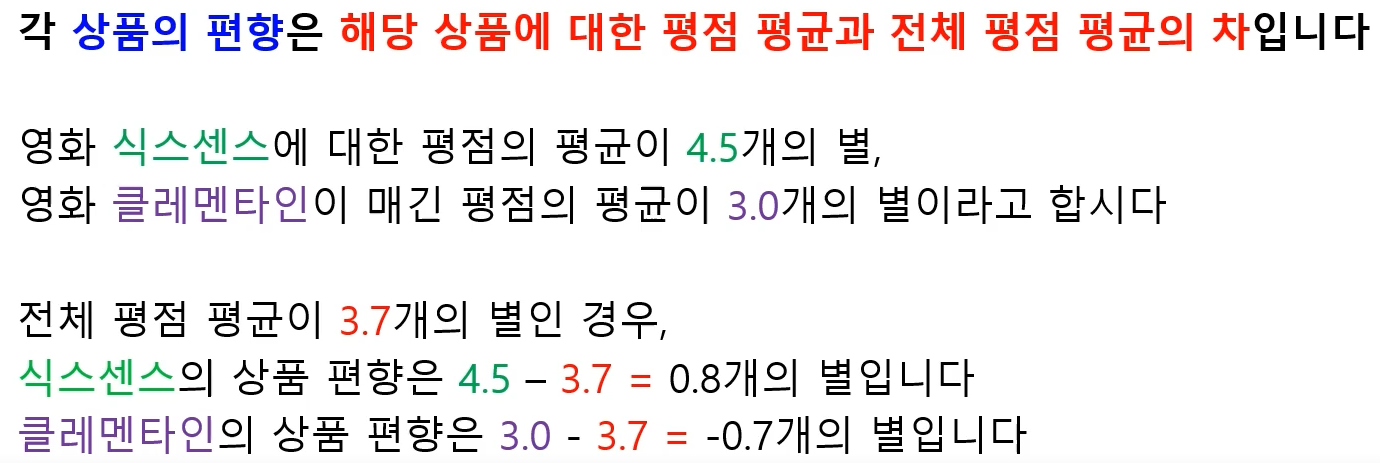 각 상품의 편향은 해당 상품에 대한 평점 평균과 전체 평점 평균의 차입니다
영화 식스센스에 대한 평점의 평균이 4.5개의 별,
영화 클레멘타인이 매긴 평점의 평균이 3.0개의 별이라고 합시다
전체 평점 평균이 3.7개의 별인 경우,
식스센스의 상품 편향은 4.5 – 3.7 = 0.8개의 별입니다
클레멘타인의 상품 편향은 3.0 - 3.7 = -0.7개의 별입니다